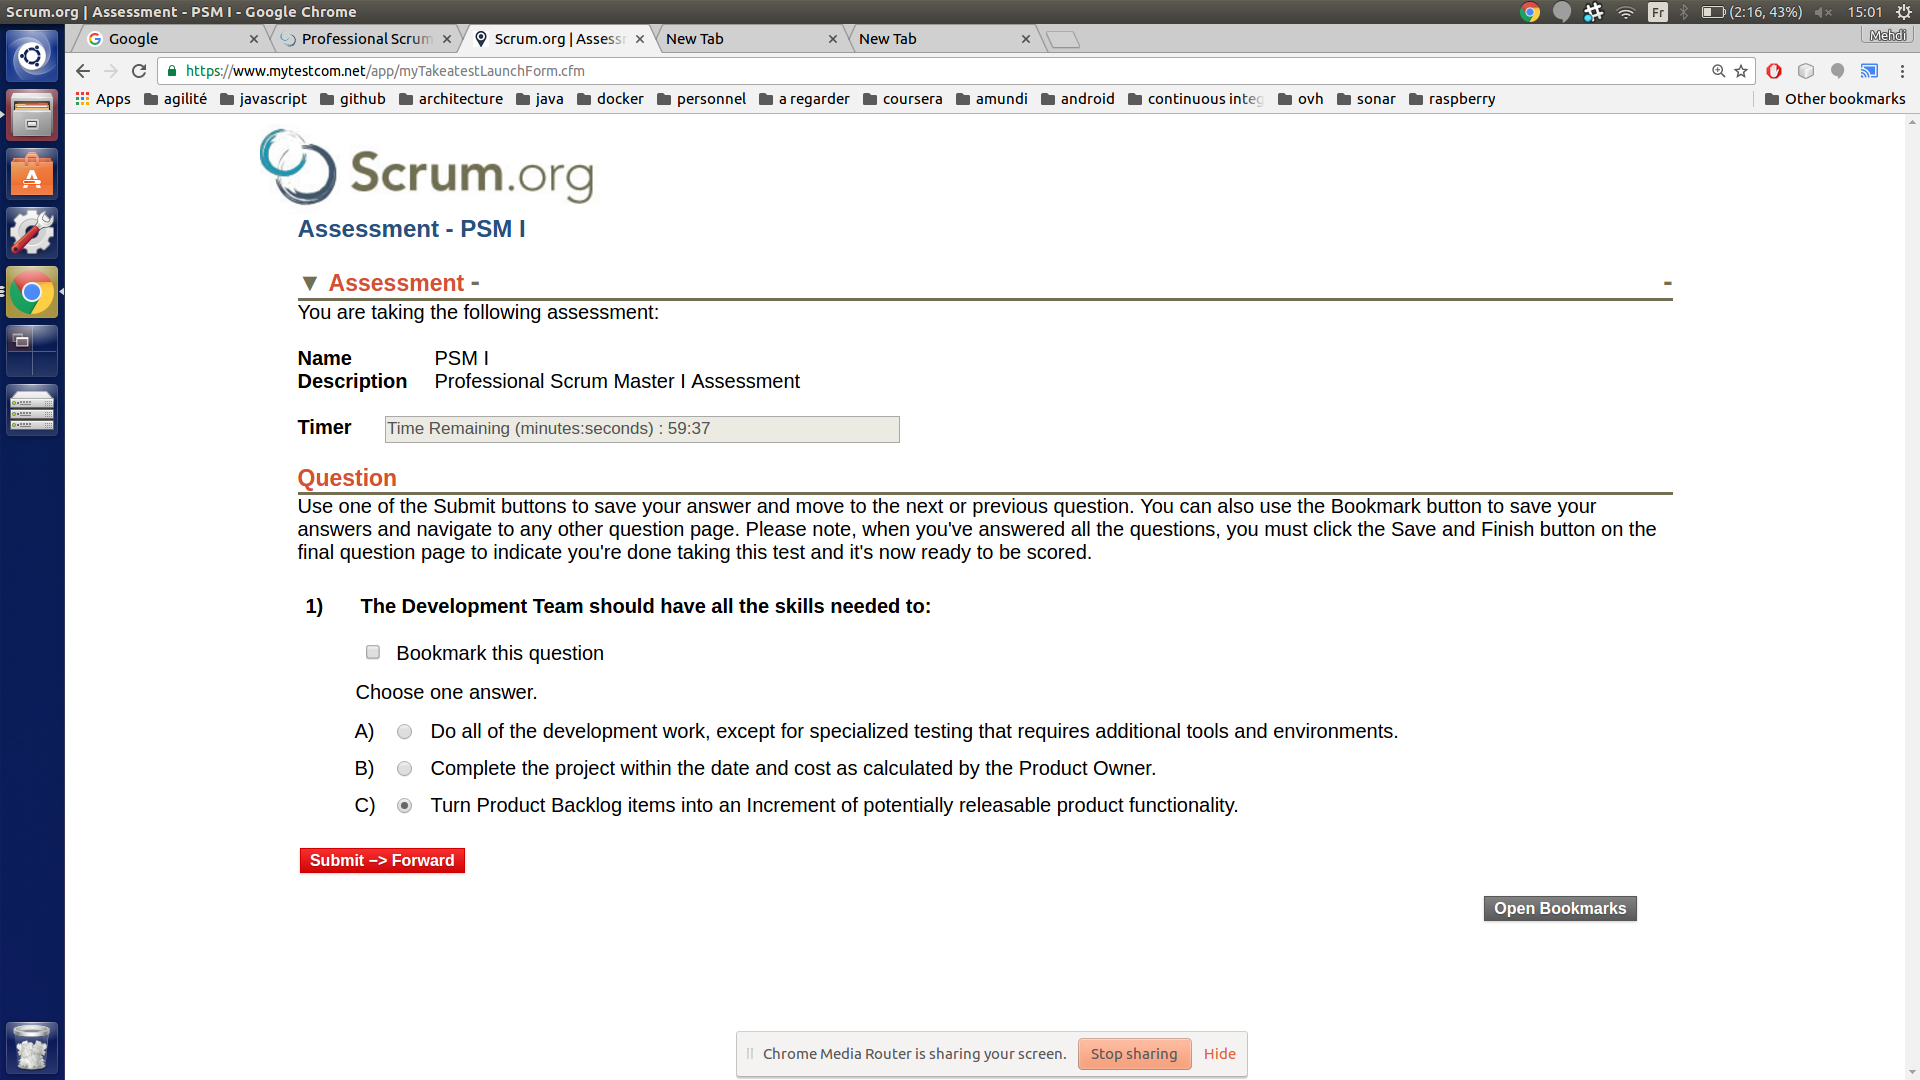 Scrum.org | Assessment - PSM I - Google Chrome
Fr
(2:16, 43%)
15:01
Google
Professional Scrum
Scrum.org | Assess
New Tab
New Tab
Mehdi
https://www.mytestcom.net/app/myTakeatestLaunchForm.cfm
Apps
agilité
javascript
github
architecture
java
docker
personnel
a regarder
coursera
amundi
android
continuous integ
ovh
sonar
raspberry
Other bookmarks
Scrum.org
Assessment - PSM I
▼ Assessment -
-
You are taking the following assessment:
Name PSM I
Description Professional Scrum Master I Assessment
Timer Time Remaining (minutes:seconds) : 59:37
Question
Use one of the Submit buttons to save your answer and move to the next or previous question. You can also use the Bookmark button to save your
answers and navigate to any other question page. Please note, when you've answered all the questions, you must click the Save and Finish button on the
final question page to indicate you're done taking this test and it's now ready to be scored.
1) The Development Team should have all the skills needed to:
Bookmark this question
Choose one answer.
A) Do all of the development work, except for specialized testing that requires additional tools and environments.
B) Complete the project within the date and cost as calculated by the Product Owner.
C) Turn Product Backlog items into an Increment of potentially releasable product functionality.
Submit –> Forward
Open Bookmarks
Chrome Media Router is sharing your screen.
Stop sharing
Hide